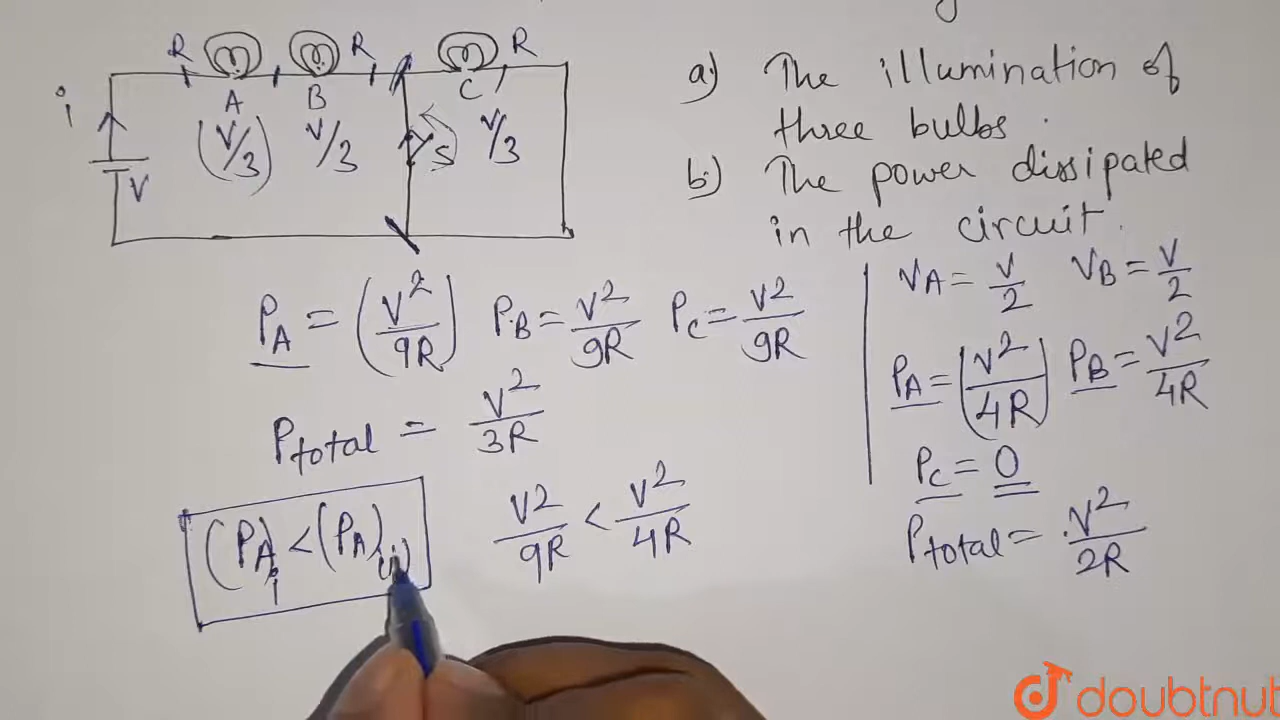 R R R
A B C
i
(V/3) V/3 S V/3
V
a.) The illumination of
three bulbs.
b.) The power dissipated
in the circuit.
P_A = (V²/9R) P_B = V²/9R P_C = V²/9R
P_total = V²/3R
(P_A)_i < (P_A)_(ii)
V²/9R < V²/4R
V_A = V/2 V_B = V/2
P_A = (V²/4R) P_B = V²/4R
P_C = 0
P_total = V²/2R
doubtnut